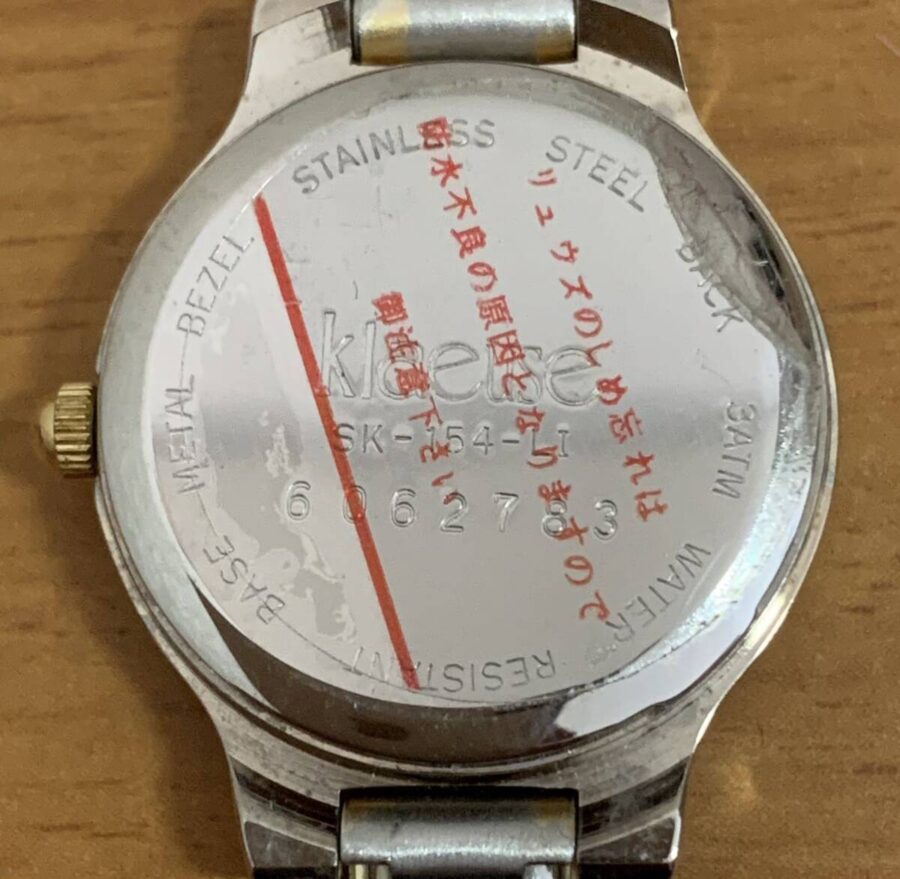 STAINLESS STEEL BACK
3ATM WATER RESISTANT
BASE METAL BEZEL
klaeuse
SK-154-LI
6062783
リュウズのしめ忘れは
防水不良の原因となりますので
御注意下さい